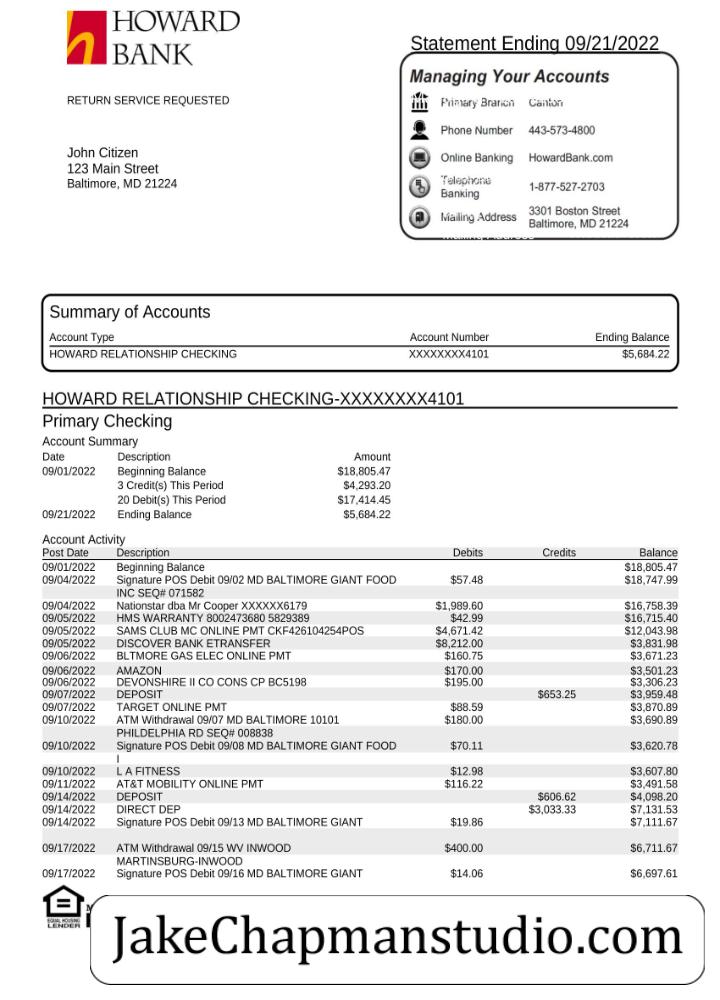 HOWARD
BANK
Statement Ending 09/21/2022
Managing Your Accounts
RETURN SERVICE REQUESTED
Primary Branch Canton
Phone Number 443-573-4800
John Citizen
123 Main Street
Baltimore, MD 21224
Online Banking HowardBank.com
Telephone
Banking 1-877-527-2703
Mailing Address 3301 Boston Street
Baltimore, MD 21224
Summary of Accounts
Account Type Account Number Ending Balance
HOWARD RELATIONSHIP CHECKING XXXXXXXX4101 $5,684.22
HOWARD RELATIONSHIP CHECKING-XXXXXXXX4101
Primary Checking
Account Summary
Date Description Amount
09/01/2022 Beginning Balance $18,805.47
3 Credit(s) This Period $4,293.20
20 Debit(s) This Period $17,414.45
09/21/2022 Ending Balance $5,684.22
Account Activity
Post Date Description Debits Credits Balance
09/01/2022 Beginning Balance $18,805.47
09/04/2022 Signature POS Debit 09/02 MD BALTIMORE GIANT FOOD $57.48 $18,747.99
INC SEQ# 071582
09/04/2022 Nationstar dba Mr Cooper XXXXXX6179 $1,989.60 $16,758.39
09/05/2022 HMS WARRANTY 8002473680 5829389 $42.99 $16,715.40
09/05/2022 SAMS CLUB MC ONLINE PMT CKF426104254POS $4,671.42 $12,043.98
09/05/2022 DISCOVER BANK ETRANSFER $8,212.00 $3,831.98
09/06/2022 BLTMORE GAS ELEC ONLINE PMT $160.75 $3,671.23
09/06/2022 AMAZON $170.00 $3,501.23
09/06/2022 DEVONSHIRE II CO CONS CP BC5198 $195.00 $3,306.23
09/07/2022 DEPOSIT $653.25 $3,959.48
09/07/2022 TARGET ONLINE PMT $88.59 $3,870.89
09/10/2022 ATM Withdrawal 09/07 MD BALTIMORE 10101 $180.00 $3,690.89
PHILDELPHIA RD SEQ# 008838
09/10/2022 Signature POS Debit 09/08 MD BALTIMORE GIANT FOOD $70.11 $3,620.78
I
09/10/2022 L A FITNESS $12.98 $3,607.80
09/11/2022 AT&T MOBILITY ONLINE PMT $116.22 $3,491.58
09/14/2022 DEPOSIT $606.62 $4,098.20
09/14/2022 DIRECT DEP $3,033.33 $7,131.53
09/14/2022 Signature POS Debit 09/13 MD BALTIMORE GIANT $19.86 $7,111.67
09/17/2022 ATM Withdrawal 09/15 WV INWOOD $400.00 $6,711.67
MARTINSBURG-INWOOD
09/17/2022 Signature POS Debit 09/16 MD BALTIMORE GIANT $14.06 $6,697.61
EQUAL HOUSING
LENDER
JakeChapmanstudio.com